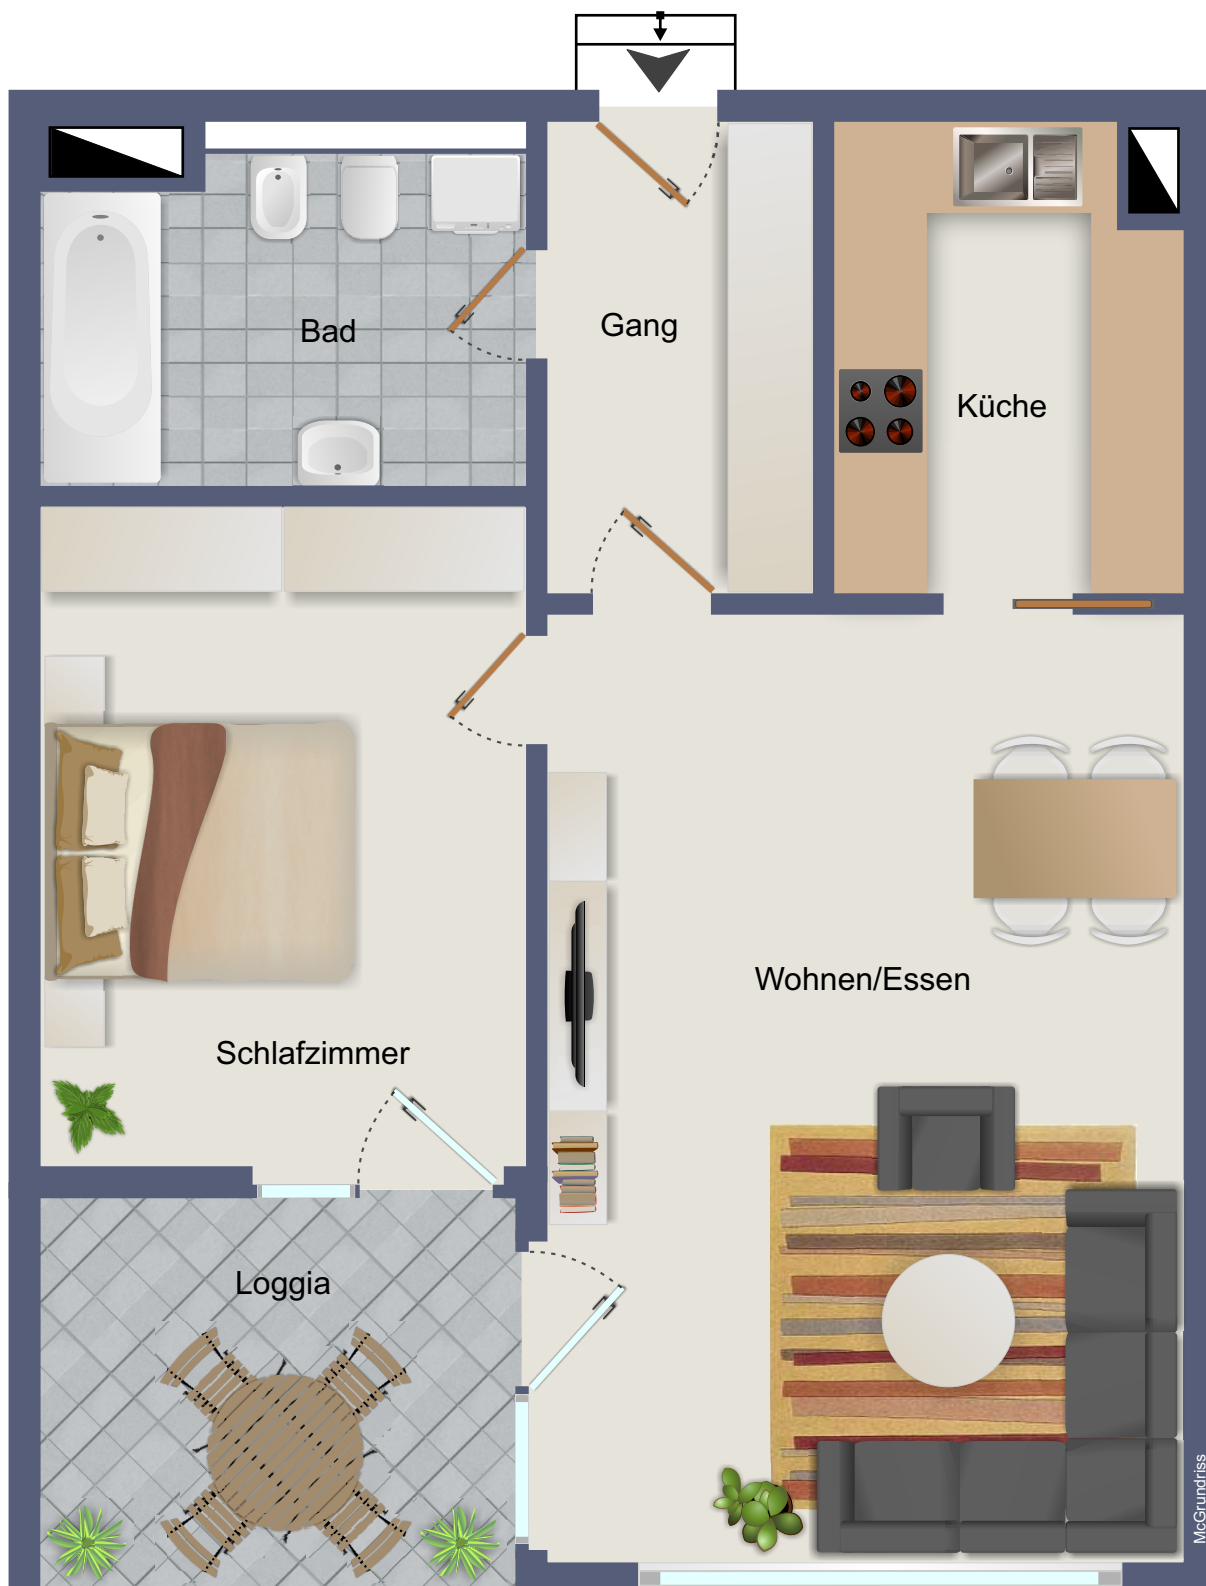 Bad
Gang
Küche
Wohnen/Essen
Schlafzimmer
Loggia
McGrundriss